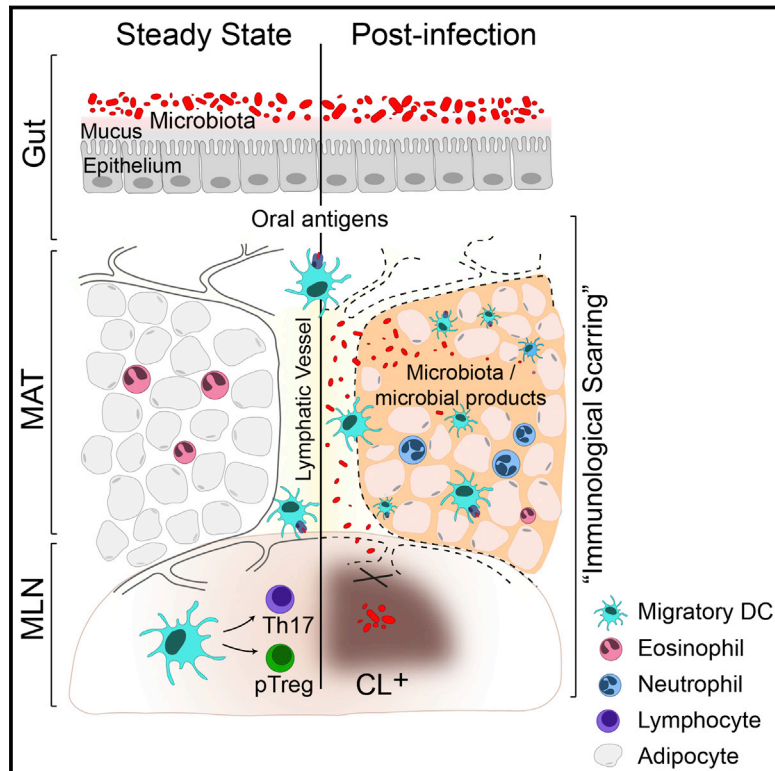 Steady State
Post-infection
Gut
Microbiota
Mucus
Epithelium
Oral antigens
MAT
Lymphatic Vessel
Microbiota /
microbial products
"Immunological Scarring"
MLN
Th17
pTreg
CL+
Migratory DC
Eosinophil
Neutrophil
Lymphocyte
Adipocyte